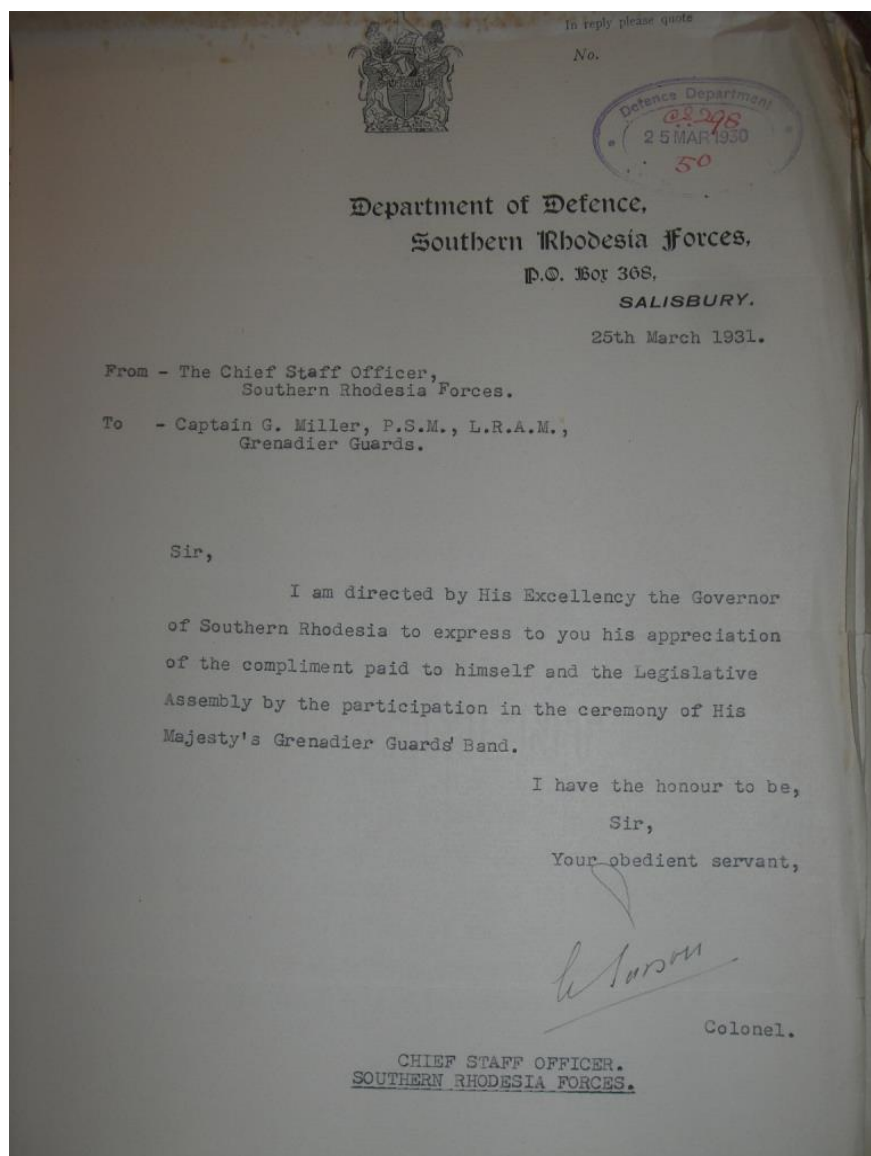 In reply please quote
No.
Defence Department
25 MAR 1930
50
Department of Defence,
Southern Rhodesia Forces,
P.O. Box 368,
SALISBURY.
25th March 1931.
From - The Chief Staff Officer,
Southern Rhodesia Forces.
To - Captain G. Miller, P.S.M., L.R.A.M.,
Grenadier Guards.
Sir,
I am directed by His Excellency the Governor
of Southern Rhodesia to express to you his appreciation
of the compliment paid to himself and the Legislative
Assembly by the participation in the ceremony of His
Majesty's Grenadier Guards' Band.
I have the honour to be,
Sir,
Your obedient servant,
Colonel.
CHIEF STAFF OFFICER.
SOUTHERN RHODESIA FORCES.